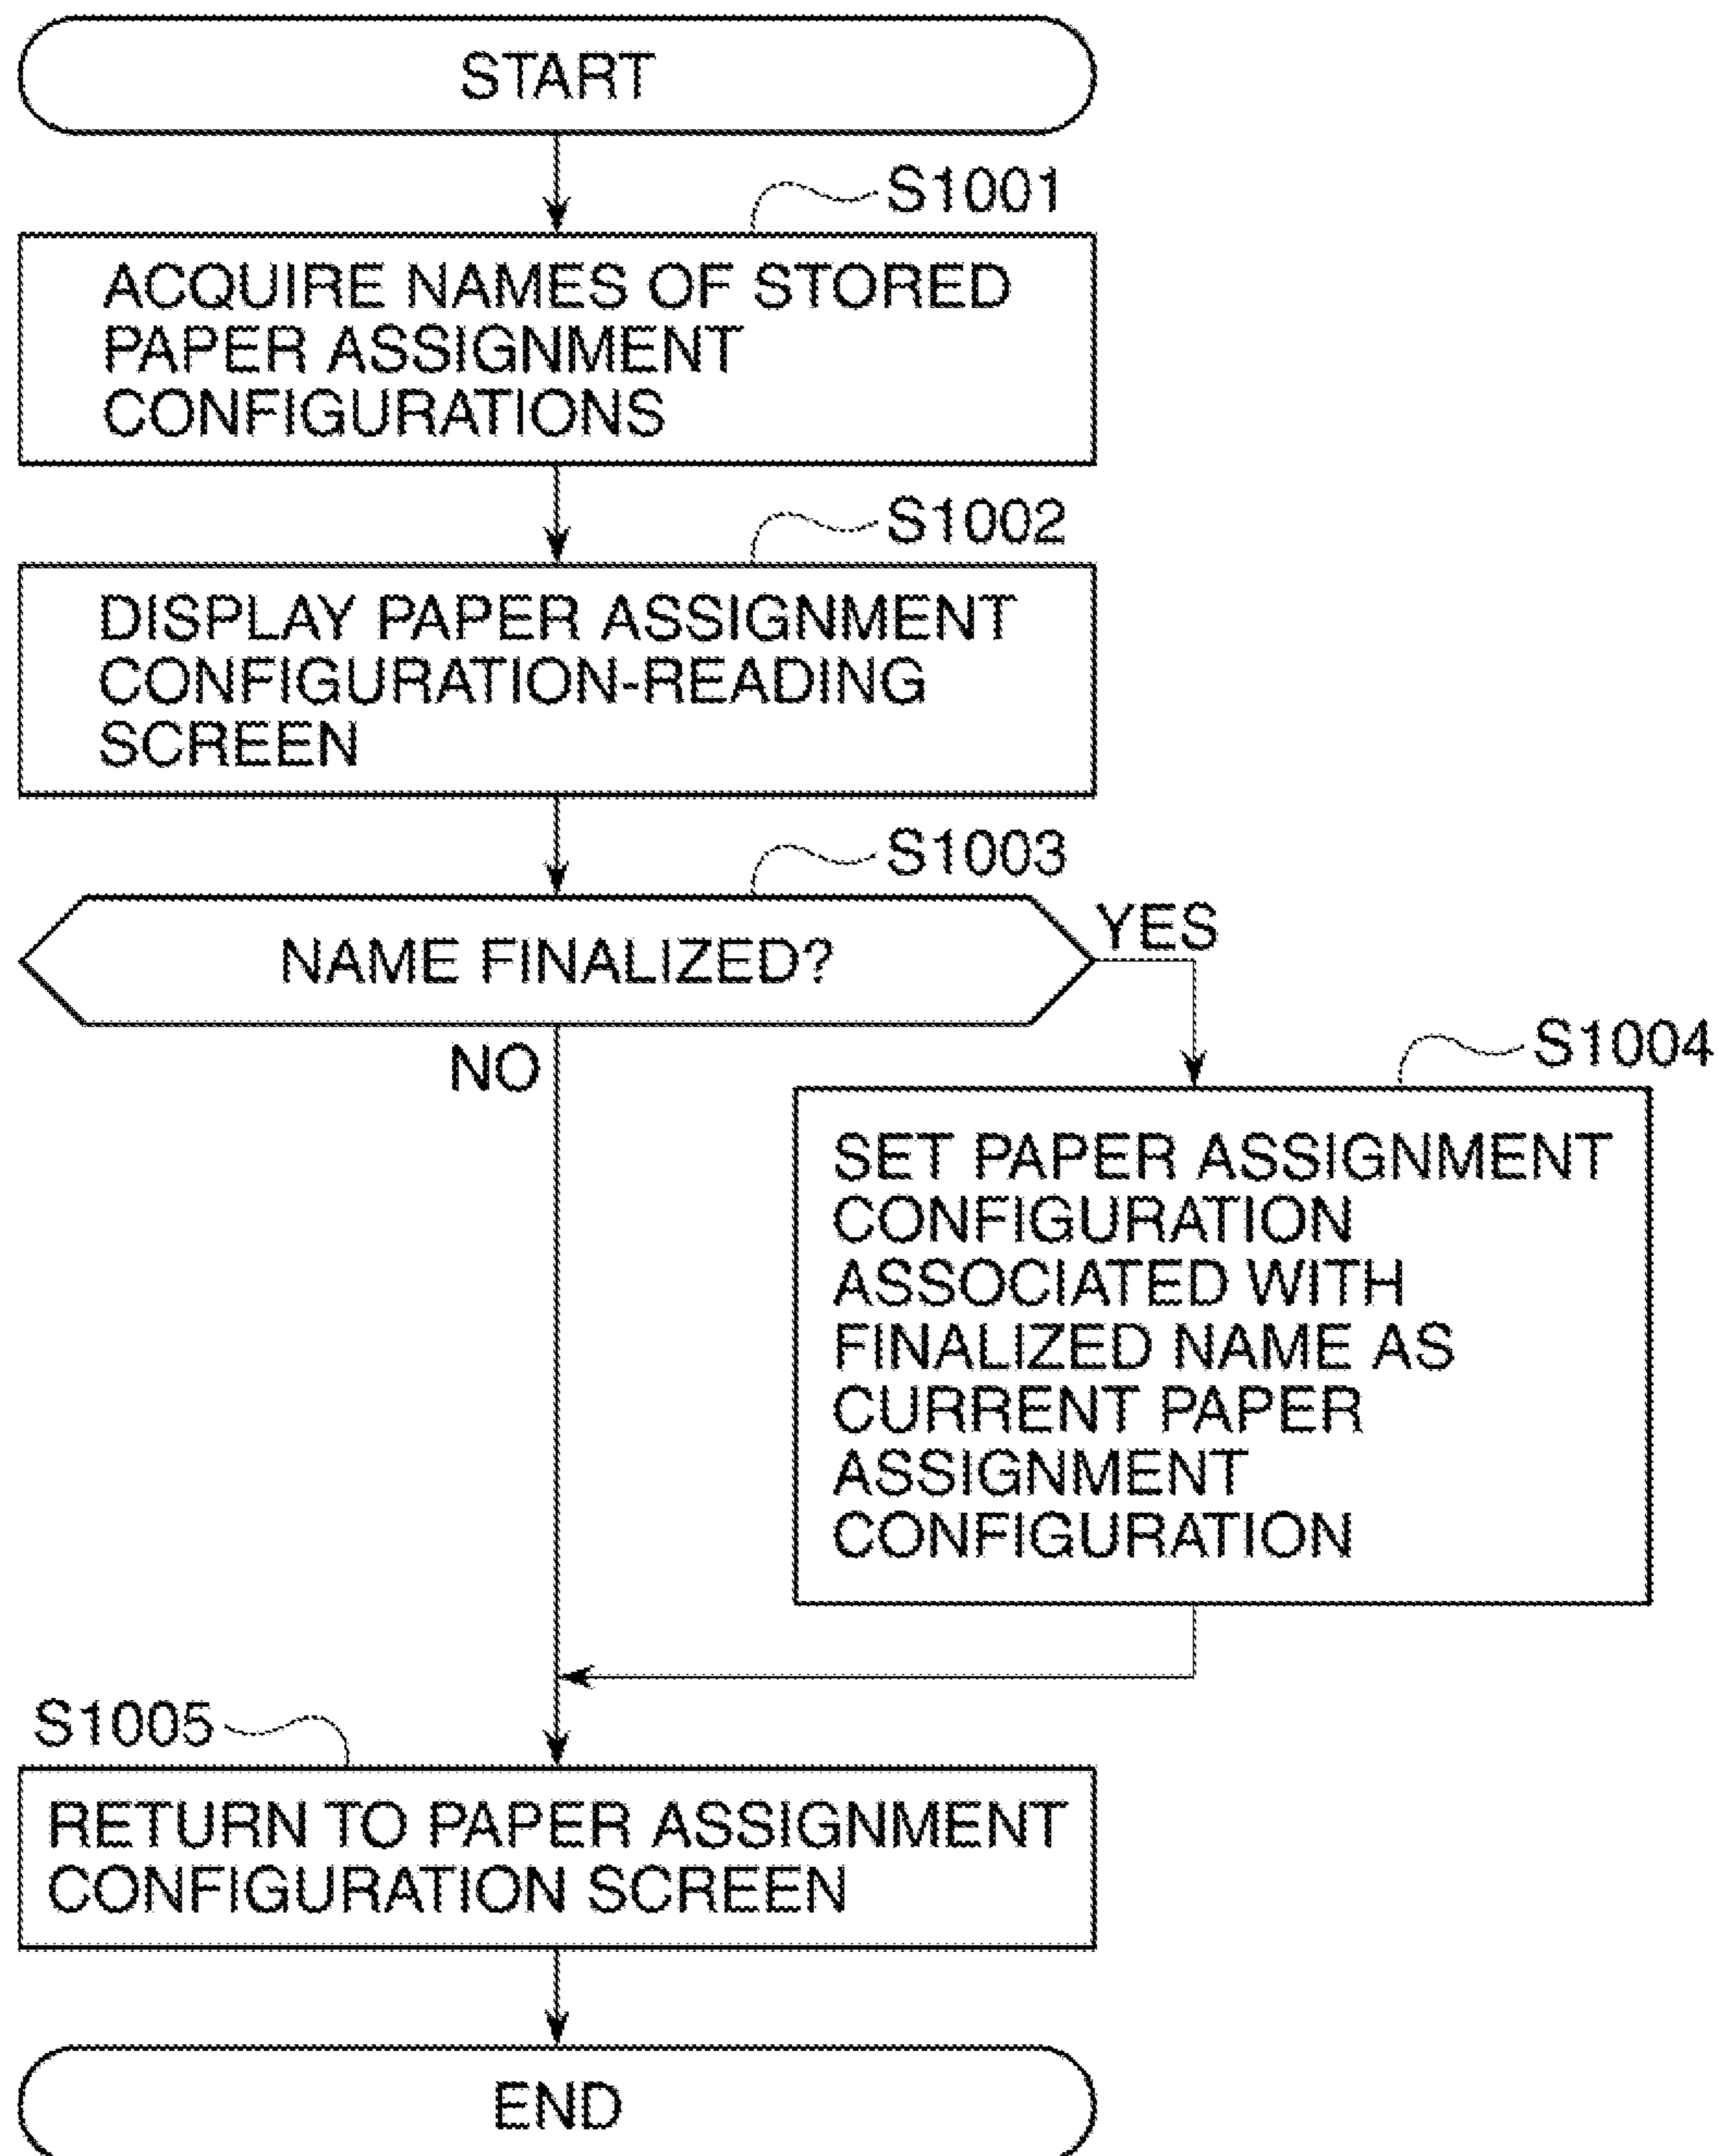 START
S1001
ACQUIRE NAMES OF STORED
PAPER ASSIGNMENT
CONFIGURATIONS
S1002
DISPLAY PAPER ASSIGNMENT
CONFIGURATION-READING
SCREEN
S1003
NAME FINALIZED?
YES
NO
S1004
SET PAPER ASSIGNMENT
CONFIGURATION
ASSOCIATED WITH
FINALIZED NAME AS
CURRENT PAPER
ASSIGNMENT
CONFIGURATION
S1005
RETURN TO PAPER ASSIGNMENT
CONFIGURATION SCREEN
END